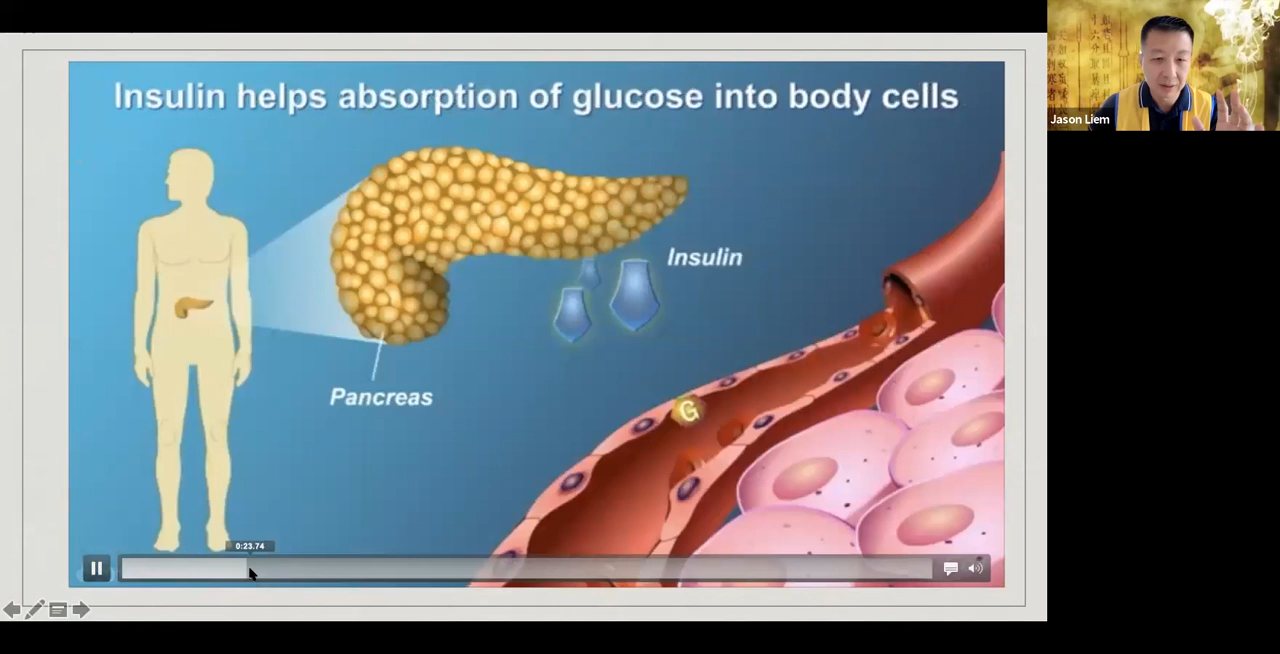 Insulin helps absorption of glucose into body cells
Insulin
Pancreas
G
0:23.74
Jason Liem